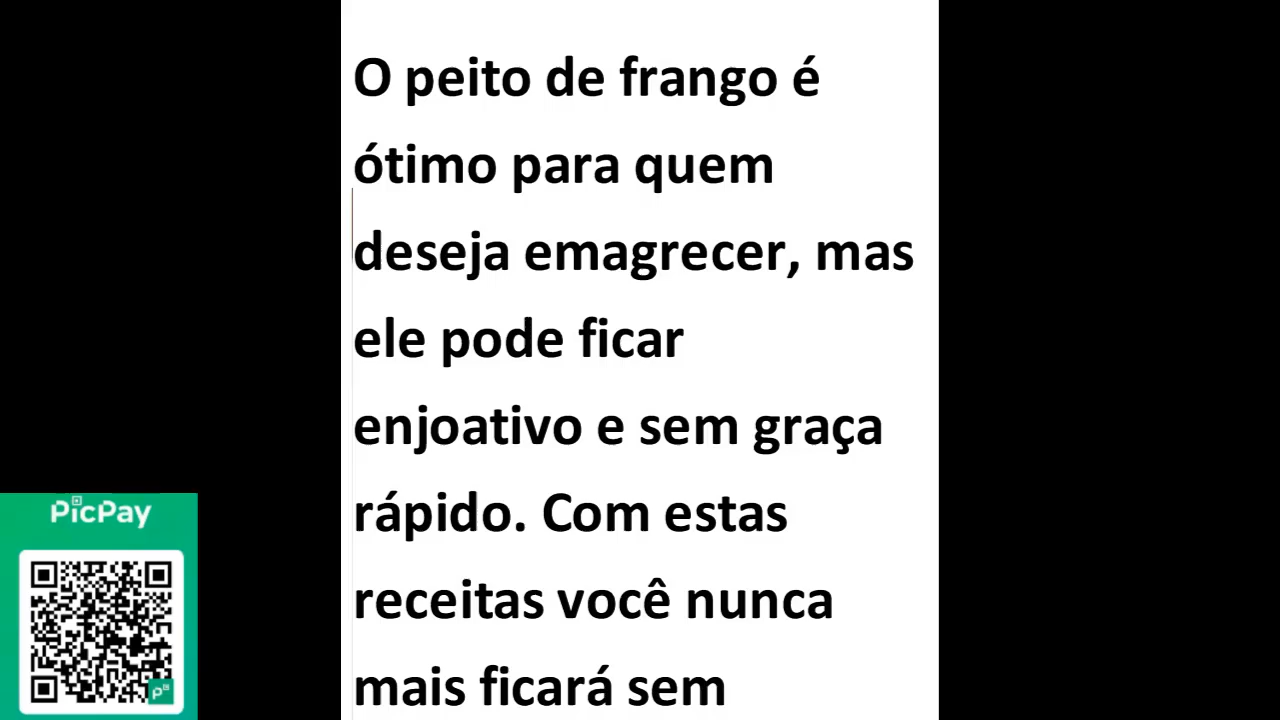 O peito de frango é
ótimo para quem
deseja emagrecer, mas
ele pode ficar
enjoativo e sem graça
rápido. Com estas
receitas você nunca
mais ficará sem
PicPay